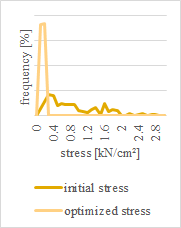 frequency [%]
0
0.4
0.8
1.2
1.6
2
2.4
2.8
stress [kN/cm²]
initial stress
optimized stress